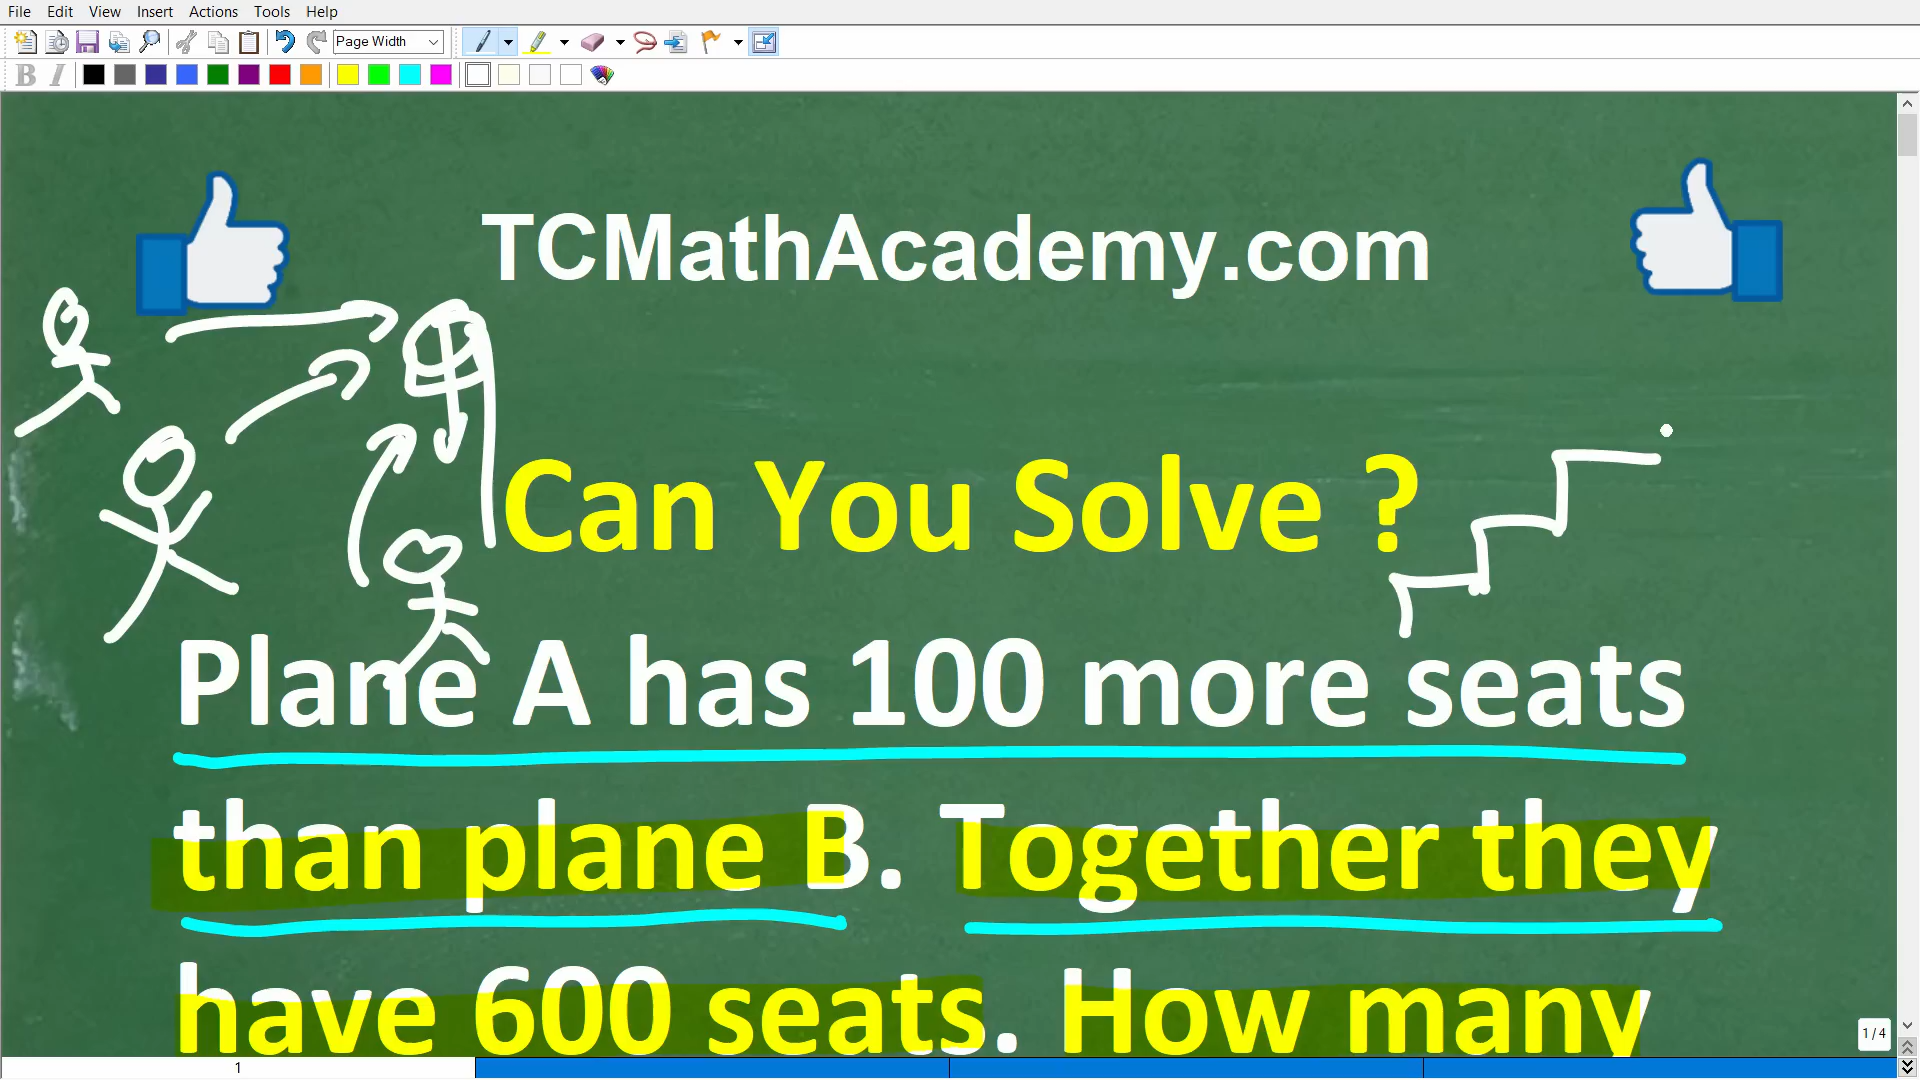 File Edit View Insert Actions Tools Help
Page Width
B I
TCMathAcademy.com
Can You Solve ?
Plane A has 100 more seats
than plane B. Together they
have 600 seats. How many
1 / 4
1